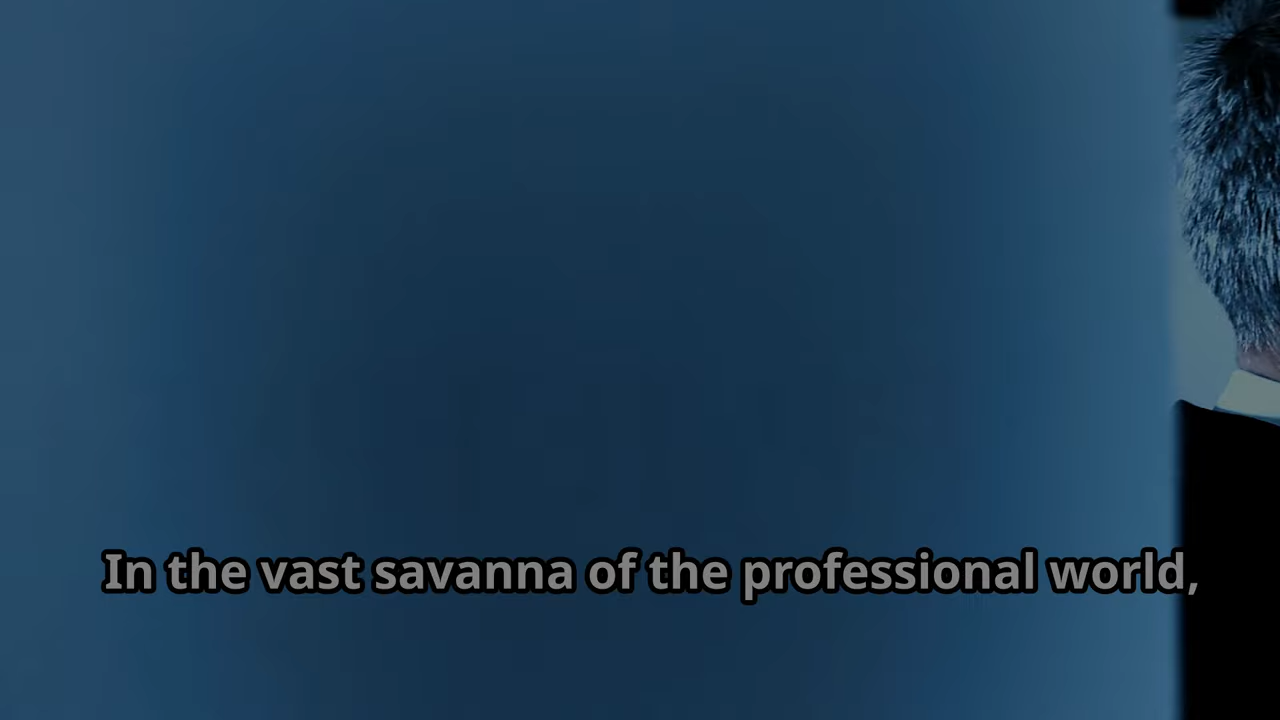 In the vast savanna of the professional world,